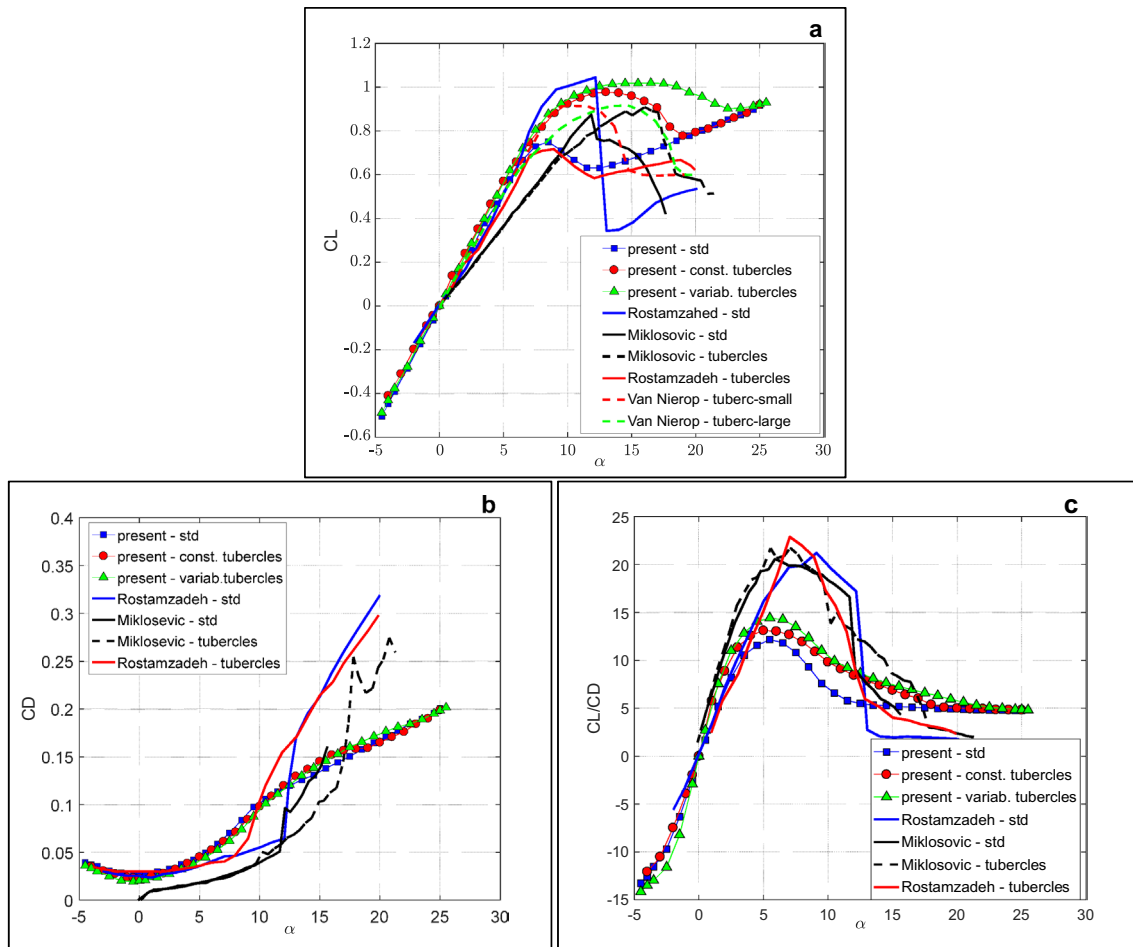 a
1.2
1
0.8
0.6
0.4
0.2
0
-0.2
-0.4
-0.6
CL
-5 0 5 10 15 20 25 30
α
present - std
present - const. tubercles
present - variab. tubercles
Rostamzahed - std
Miklosovic - std
Miklosovic - tubercles
Rostamzadeh - tubercles
Van Nierop - tuberc-small
Van Nierop - tuberc-large
b
0.4
0.35
0.3
0.25
0.2
0.15
0.1
0.05
0
CD
-5 0 5 10 15 20 25 30
α
present - std
present - const. tubercles
present - variab.tubercles
Rostamzadeh - std
Miklosevic - std
Miklosevic - tubercles
Rostamzadeh - tubercles
c
25
20
15
10
5
0
-5
-10
-15
CL/CD
-5 0 5 10 15 20 25 30
α
present - std
present - const. tubercles
present - variab. tubercles
Rostamzadeh - std
Miklosovic - std
Miklosovic - tubercles
Rostamzadeh - tubercles